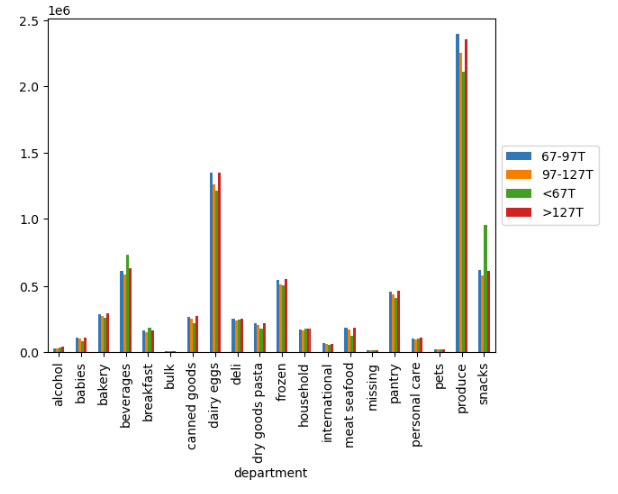 1e6
2.5
2.0
1.5
1.0
0.5
0.0
67-97T
97-127T
<67T
>127T
alcohol
babies
bakery
beverages
breakfast
bulk
canned goods
dairy eggs
deli
dry goods pasta
frozen
household
international
meat seafood
missing
pantry
personal care
pets
produce
snacks
department